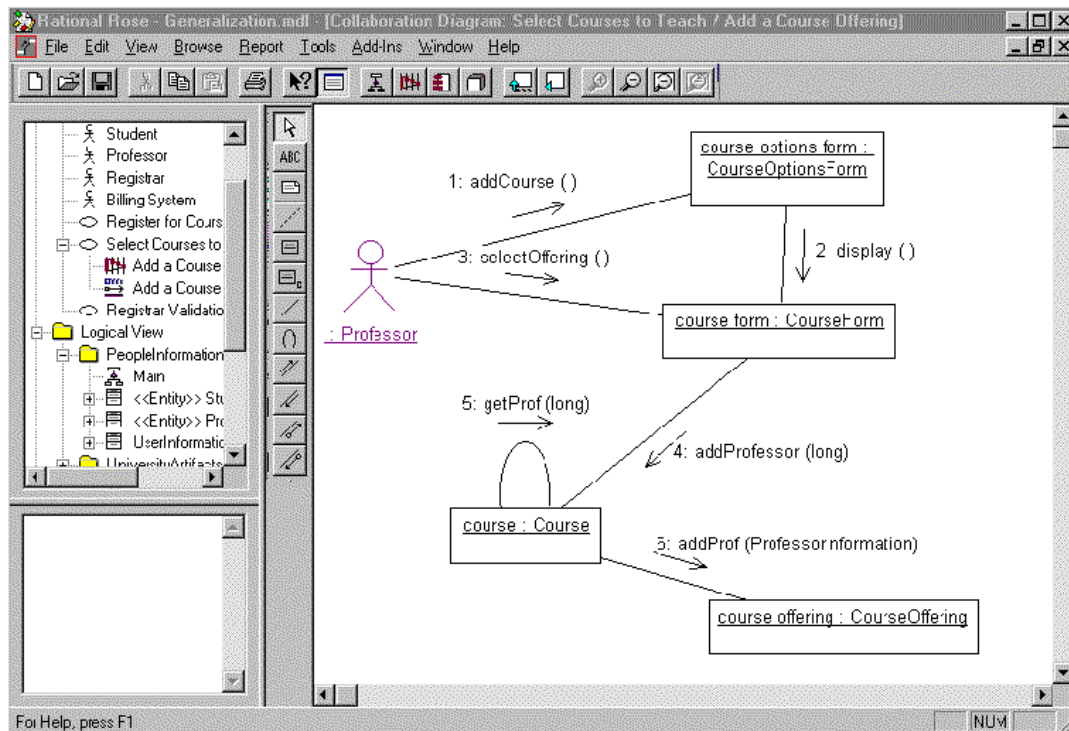 Rational Rose - Generalization.mdl - [Collaboration Diagram: Select Courses to Teach / Add a Course Offering]
File Edit View Browse Report Tools Add-Ins Window Help
Student
Professor
Registrar
Billing System
Register for Cours
Select Courses to
Add a Course
Add a Course
Registrar Validatio
Logical View
PeopleInformation
Main
<<Entity>> Stu
<<Entity>> Pro
UserInformatic
UniversityArtifacts
ABC
course options form :
CourseOptionsForm
1: addCourse ( )
2 display ( )
3: selectOffering ( )
: Professor
course form : CourseForm
5: getProf (long)
4: addProfessor (long)
course : Course
6: addProf (ProfessorInformation)
course offering : CourseOffering
For Help, press F1
NUM